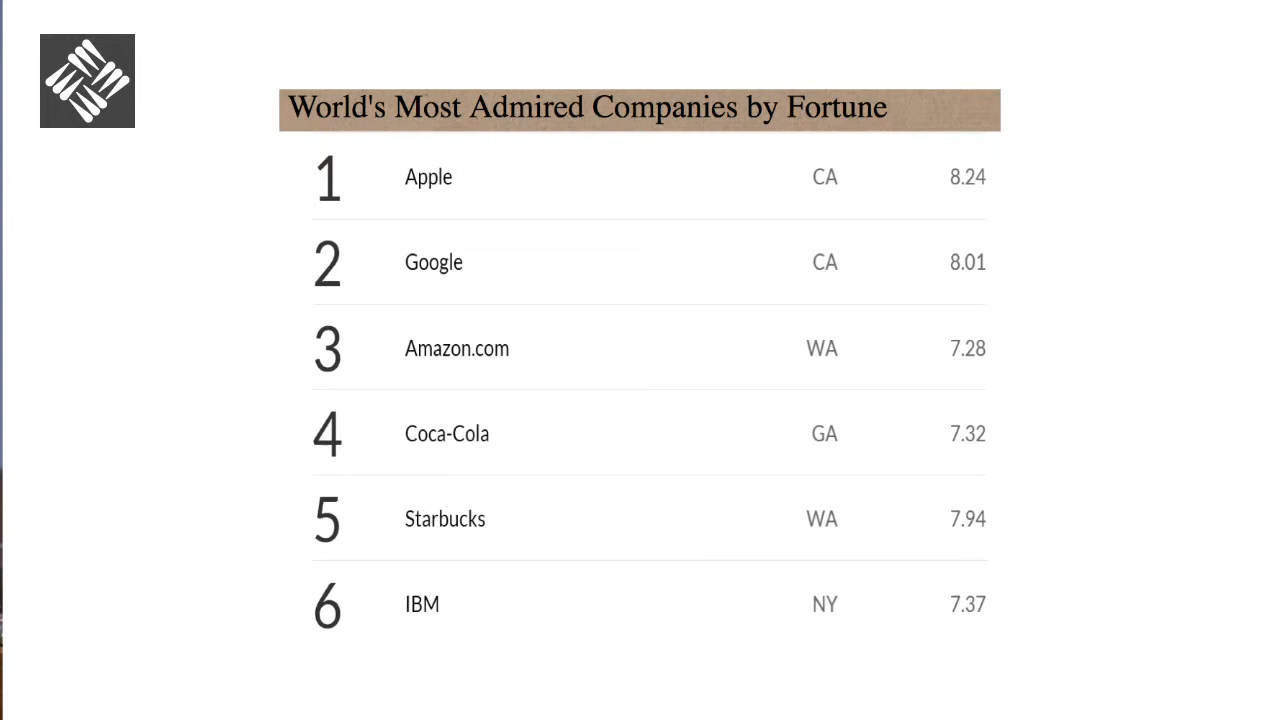 World's Most Admired Companies by Fortune
1 Apple CA 8.24
2 Google CA 8.01
3 Amazon.com WA 7.28
4 Coca-Cola GA 7.32
5 Starbucks WA 7.94
6 IBM NY 7.37